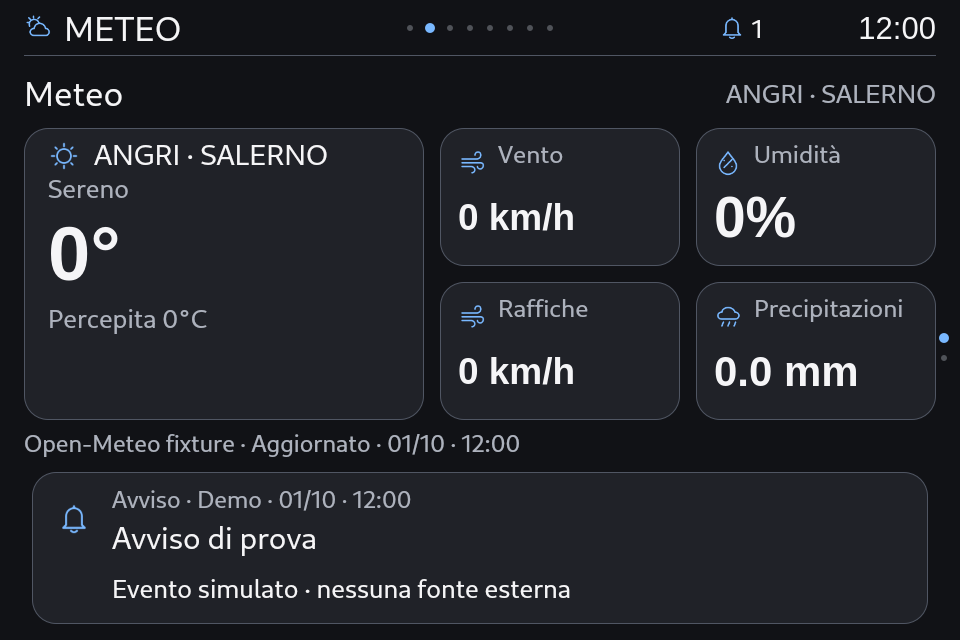 METEO
1
12:00
Meteo
ANGRI · SALERNO
ANGRI · SALERNO
Sereno
0°
Percepita 0°C
Vento
0 km/h
Umidità
0%
Raffiche
0 km/h
Precipitazioni
0.0 mm
Open-Meteo fixture · Aggiornato · 01/10 · 12:00
Avviso · Demo · 01/10 · 12:00
Avviso di prova
Evento simulato · nessuna fonte esterna